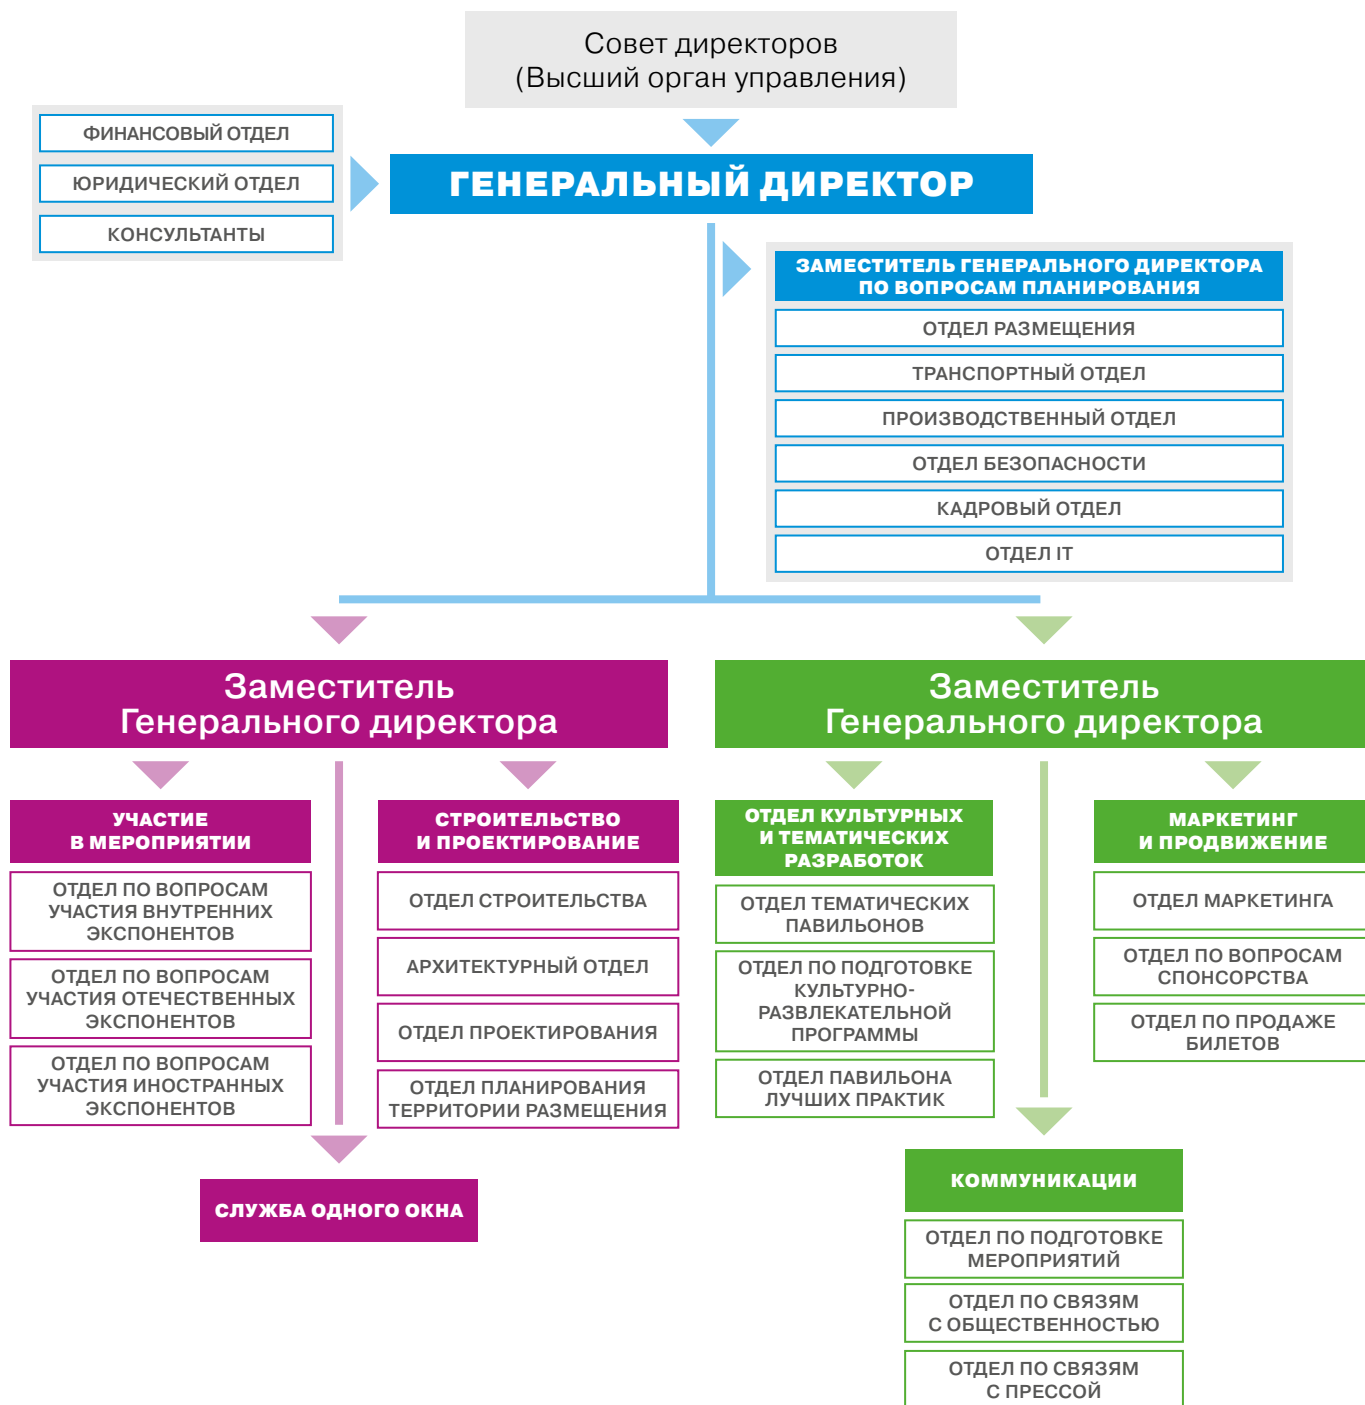 Совет директоров
(Высший орган управления)
ФИНАНСОВЫЙ ОТДЕЛ
ЮРИДИЧЕСКИЙ ОТДЕЛ
КОНСУЛЬТАНТЫ
ГЕНЕРАЛЬНЫЙ ДИРЕКТОР
ЗАМЕСТИТЕЛЬ ГЕНЕРАЛЬНОГО ДИРЕКТОРА
ПО ВОПРОСАМ ПЛАНИРОВАНИЯ
ОТДЕЛ РАЗМЕЩЕНИЯ
ТРАНСПОРТНЫЙ ОТДЕЛ
ПРОИЗВОДСТВЕННЫЙ ОТДЕЛ
ОТДЕЛ БЕЗОПАСНОСТИ
КАДРОВЫЙ ОТДЕЛ
ОТДЕЛ IT
Заместитель
Генерального директора
УЧАСТИЕ
В МЕРОПРИЯТИИ
ОТДЕЛ ПО ВОПРОСАМ
УЧАСТИЯ ВНУТРЕННИХ
ЭКСПОНЕНТОВ
ОТДЕЛ ПО ВОПРОСАМ
УЧАСТИЯ ОТЕЧЕСТВЕННЫХ
ЭКСПОНЕНТОВ
ОТДЕЛ ПО ВОПРОСАМ
УЧАСТИЯ ИНОСТРАННЫХ
ЭКСПОНЕНТОВ
СТРОИТЕЛЬСТВО
И ПРОЕКТИРОВАНИЕ
ОТДЕЛ СТРОИТЕЛЬСТВА
АРХИТЕКТУРНЫЙ ОТДЕЛ
ОТДЕЛ ПРОЕКТИРОВАНИЯ
ОТДЕЛ ПЛАНИРОВАНИЯ
ТЕРРИТОРИИ РАЗМЕЩЕНИЯ
СЛУЖБА ОДНОГО ОКНА
Заместитель
Генерального директора
ОТДЕЛ КУЛЬТУРНЫХ
И ТЕМАТИЧЕСКИХ
РАЗРАБОТОК
ОТДЕЛ ТЕМАТИЧЕСКИХ
ПАВИЛЬОНОВ
ОТДЕЛ ПО ПОДГОТОВКЕ
КУЛЬТУРНО-
РАЗВЛЕКАТЕЛЬНОЙ
ПРОГРАММЫ
ОТДЕЛ ПАВИЛЬОНА
ЛУЧШИХ ПРАКТИК
МАРКЕТИНГ
И ПРОДВИЖЕНИЕ
ОТДЕЛ МАРКЕТИНГА
ОТДЕЛ ПО ВОПРОСАМ
СПОНСОРСТВА
ОТДЕЛ ПО ПРОДАЖЕ
БИЛЕТОВ
КОММУНИКАЦИИ
ОТДЕЛ ПО ПОДГОТОВКЕ
МЕРОПРИЯТИЙ
ОТДЕЛ ПО СВЯЗЯМ
С ОБЩЕСТВЕННОСТЬЮ
ОТДЕЛ ПО СВЯЗЯМ
С ПРЕССОЙ